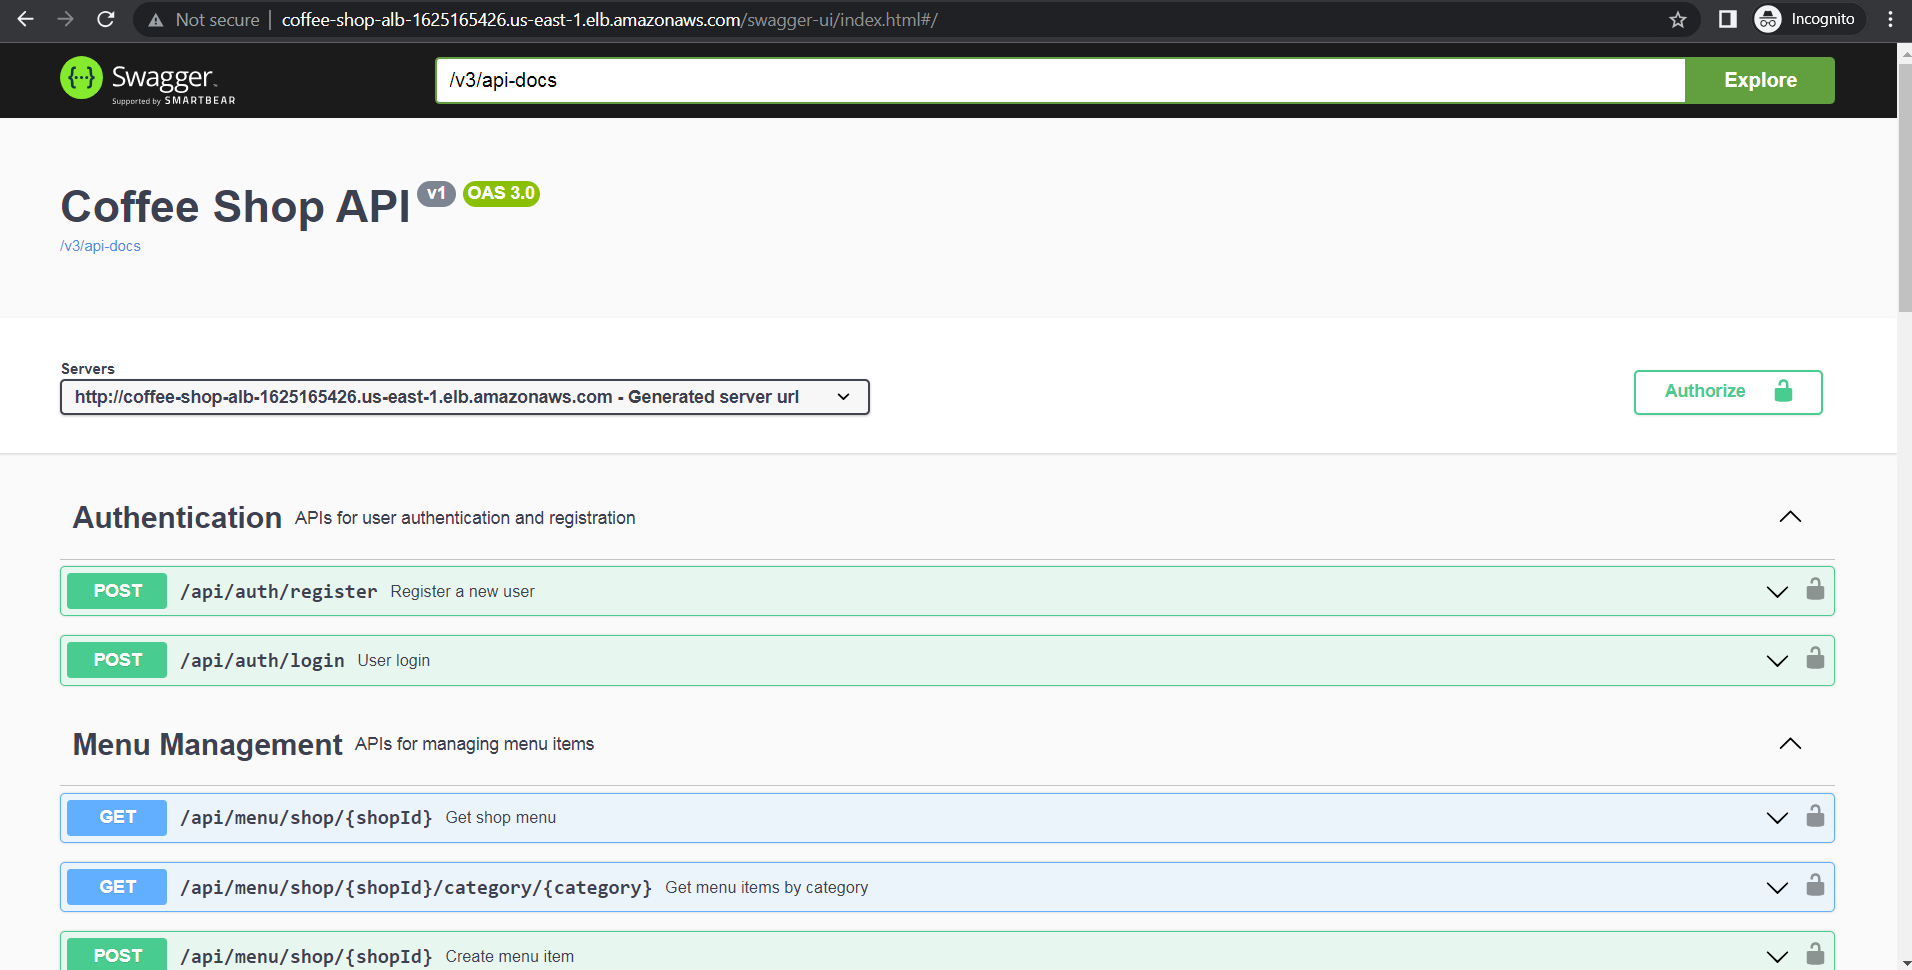 Not secure | coffee-shop-alb-1625165426.us-east-1.elb.amazonaws.com/swagger-ui/index.html#/
Incognito
Swagger.
Supported by SMARTBEAR
/v3/api-docs
Explore
Coffee Shop API v1 OAS 3.0
/v3/api-docs
Servers
http://coffee-shop-alb-1625165426.us-east-1.elb.amazonaws.com - Generated server url
Authorize
Authentication APIs for user authentication and registration
POST /api/auth/register Register a new user
POST /api/auth/login User login
Menu Management APIs for managing menu items
GET /api/menu/shop/{shopId} Get shop menu
GET /api/menu/shop/{shopId}/category/{category} Get menu items by category
POST /api/menu/shop/{shopId} Create menu item